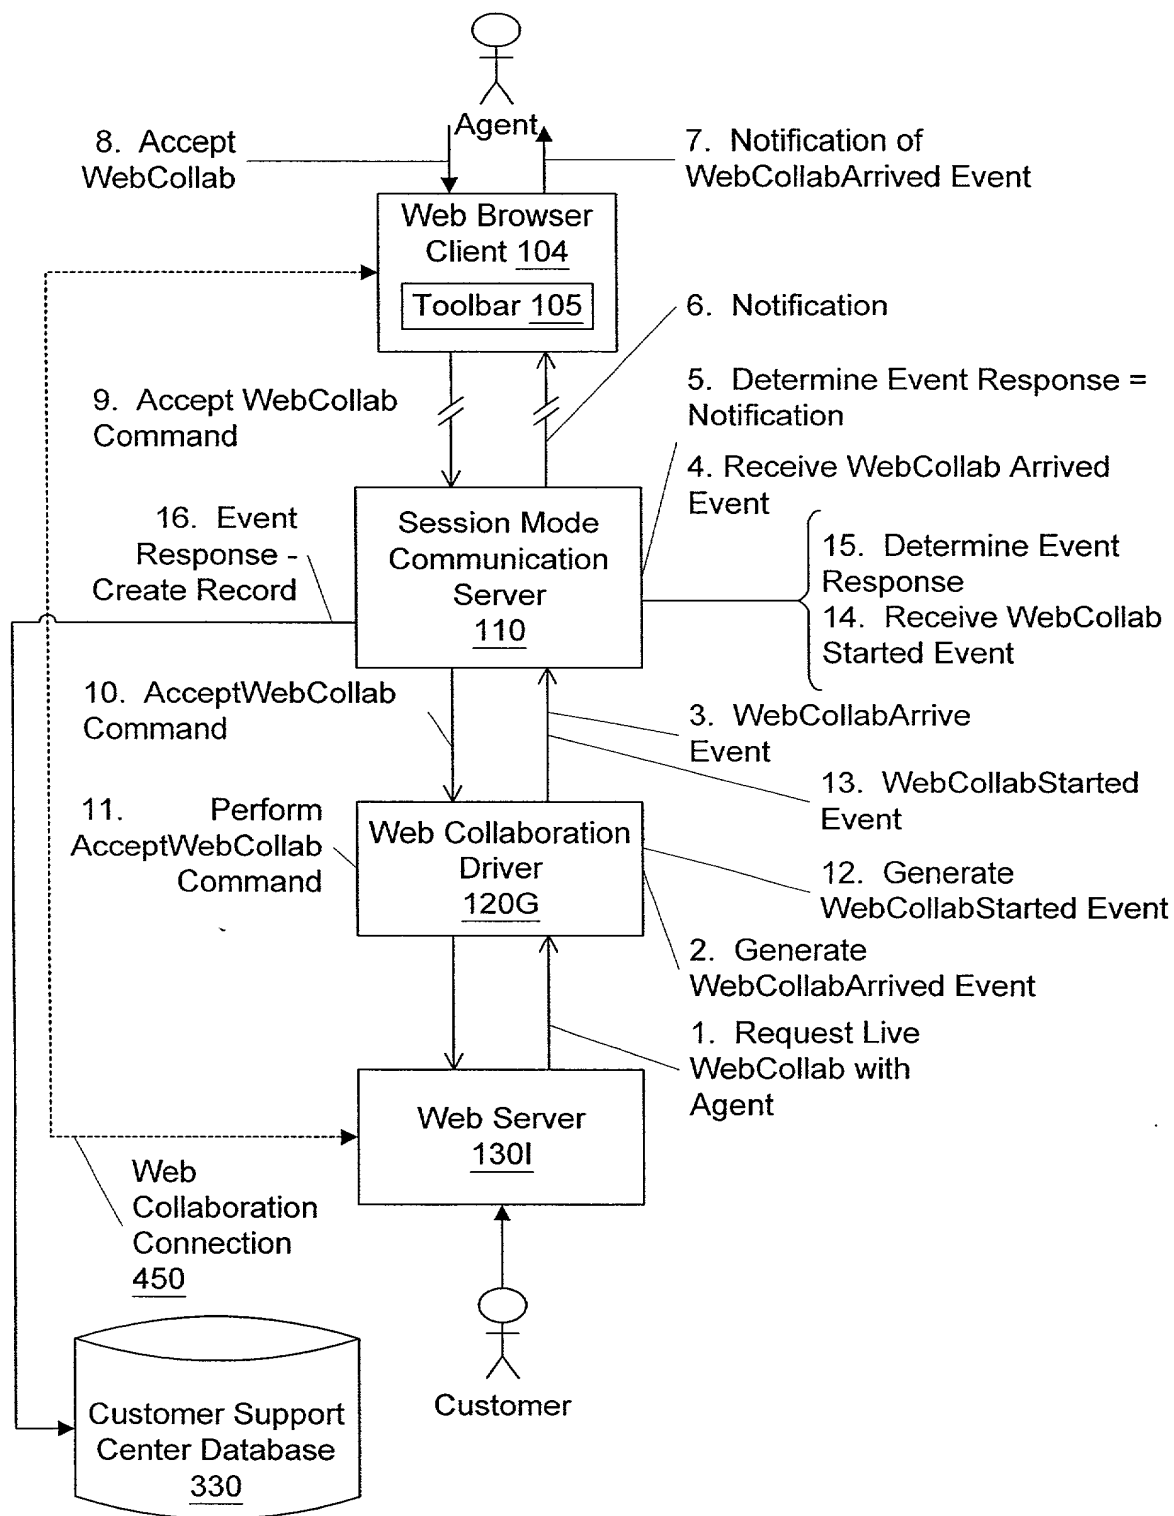 Agent
8. Accept
WebCollab
7. Notification of
WebCollabArrived Event
Web Browser
Client 104
Toolbar 105
6. Notification
5. Determine Event Response =
Notification
9. Accept WebCollab
Command
4. Receive WebCollab Arrived
Event
16. Event
Response -
Create Record
Session Mode
Communication
Server
110
15. Determine Event
Response
14. Receive WebCollab
Started Event
10. AcceptWebCollab
Command
3. WebCollabArrive
Event
13. WebCollabStarted
Event
11. Perform
AcceptWebCollab
Command
Web Collaboration
Driver
120G
12. Generate
WebCollabStarted Event
2. Generate
WebCollabArrived Event
1. Request Live
WebCollab with
Agent
Web Server
130I
Web
Collaboration
Connection
450
Customer
Customer Support
Center Database
330